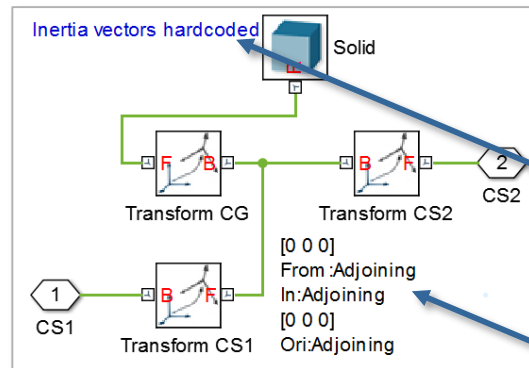 Inertia vectors hardcoded
Solid
F
F B
Transform CG
B F
Transform CS2
2
CS2
[0 0 0]
From :Adjoining
In:Adjoining
[0 0 0]
Ori:Adjoining
1
CS1
B F
Transform CS1